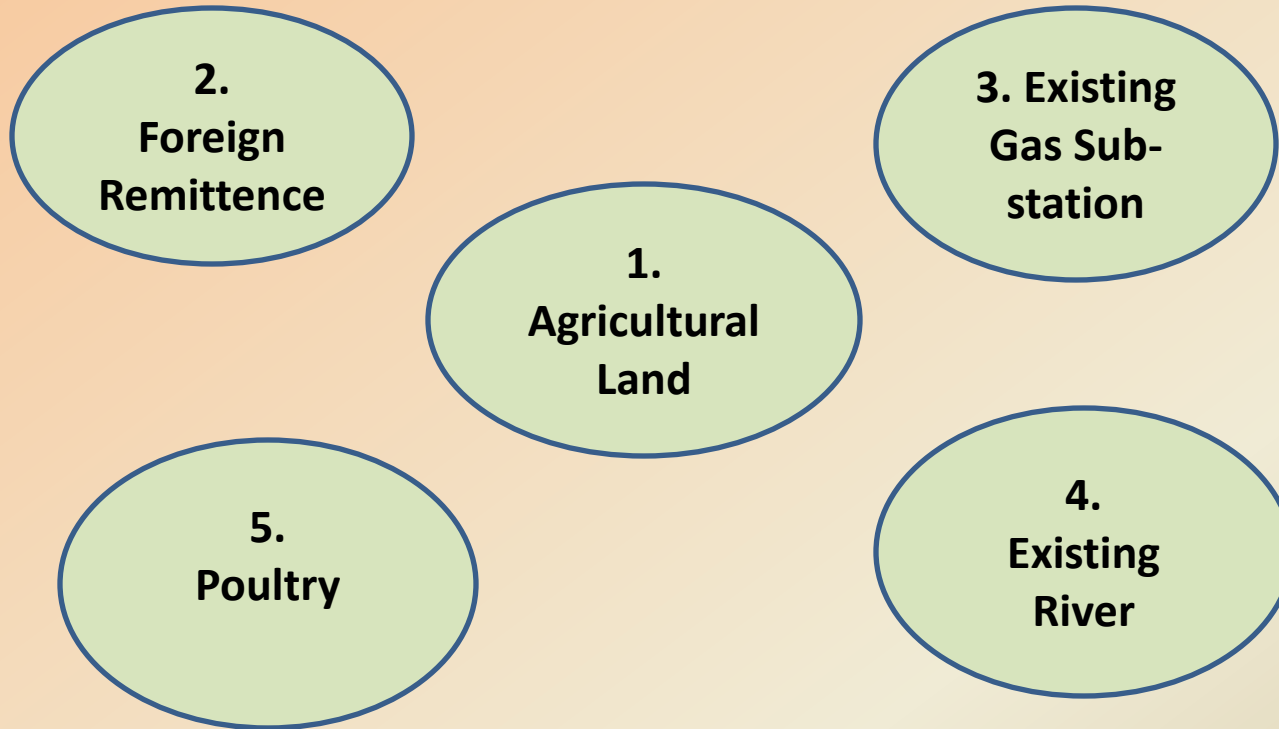 2.
Foreign
Remittence
3. Existing
Gas Sub-
station
1.
Agricultural
Land
5.
Poultry
4.
Existing
River